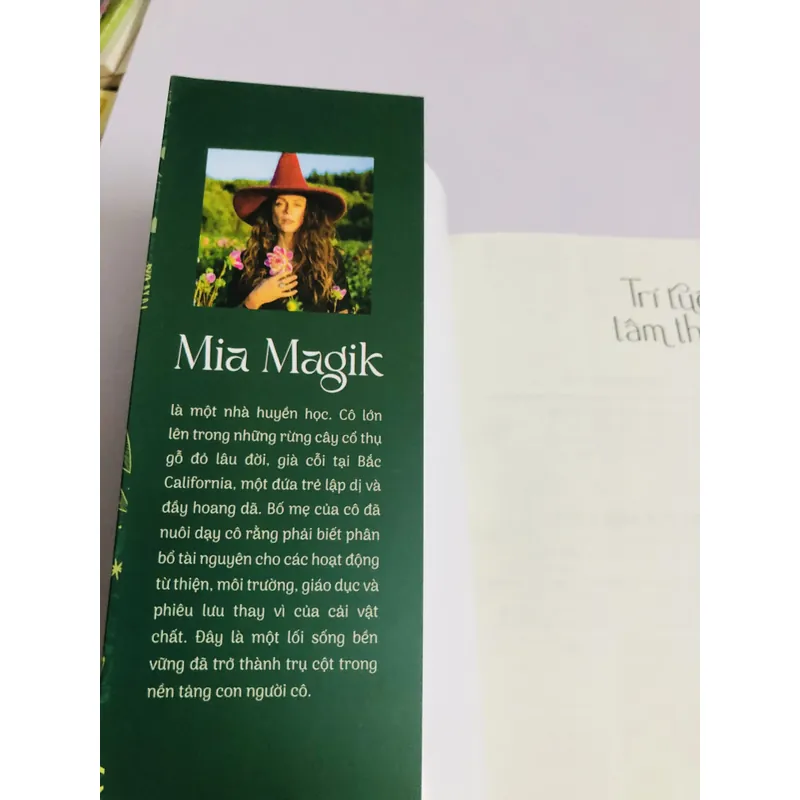 Mia Magik
là một nhà huyền học. Cô lớn
lên trong những rừng cây cổ thụ
gỗ đỏ lâu đời, già cỗi tại Bắc
California, một đứa trẻ lập dị và
đầy hoang dã. Bố mẹ của cô đã
nuôi dạy cô rằng phải biết phân
bổ tài nguyên cho các hoạt động
từ thiện, môi trường, giáo dục và
phiêu lưu thay vì của cải vật
chất. Đây là một lối sống bền
vững đã trở thành trụ cột trong
nền tảng con người cô.
Trí
lâm